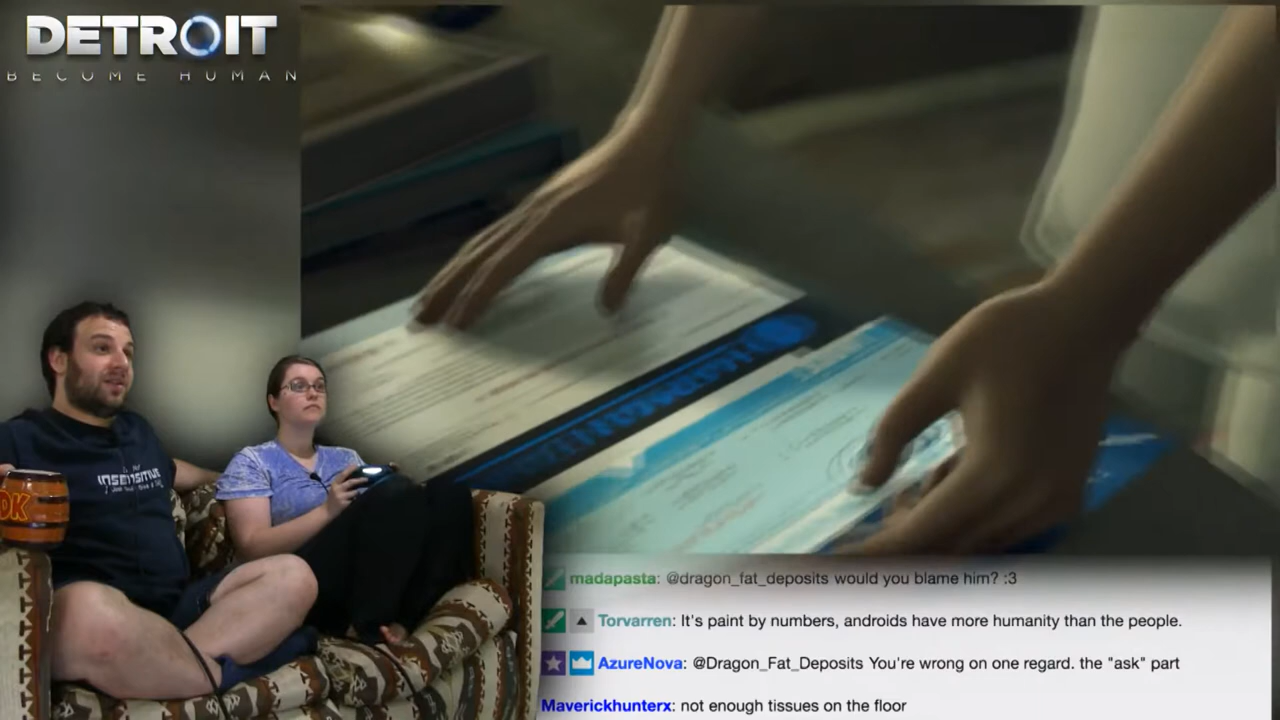 DETROIT
BECOME HUMAN
INSENSITIVE
DK
madapasta: @dragon_fat_deposits would you blame him? :3
Torvarren: It's paint by numbers, androids have more humanity than the people.
AzureNova: @Dragon_Fat_Deposits You're wrong on one regard. the "ask" part
Maverickhunterx: not enough tissues on the floor